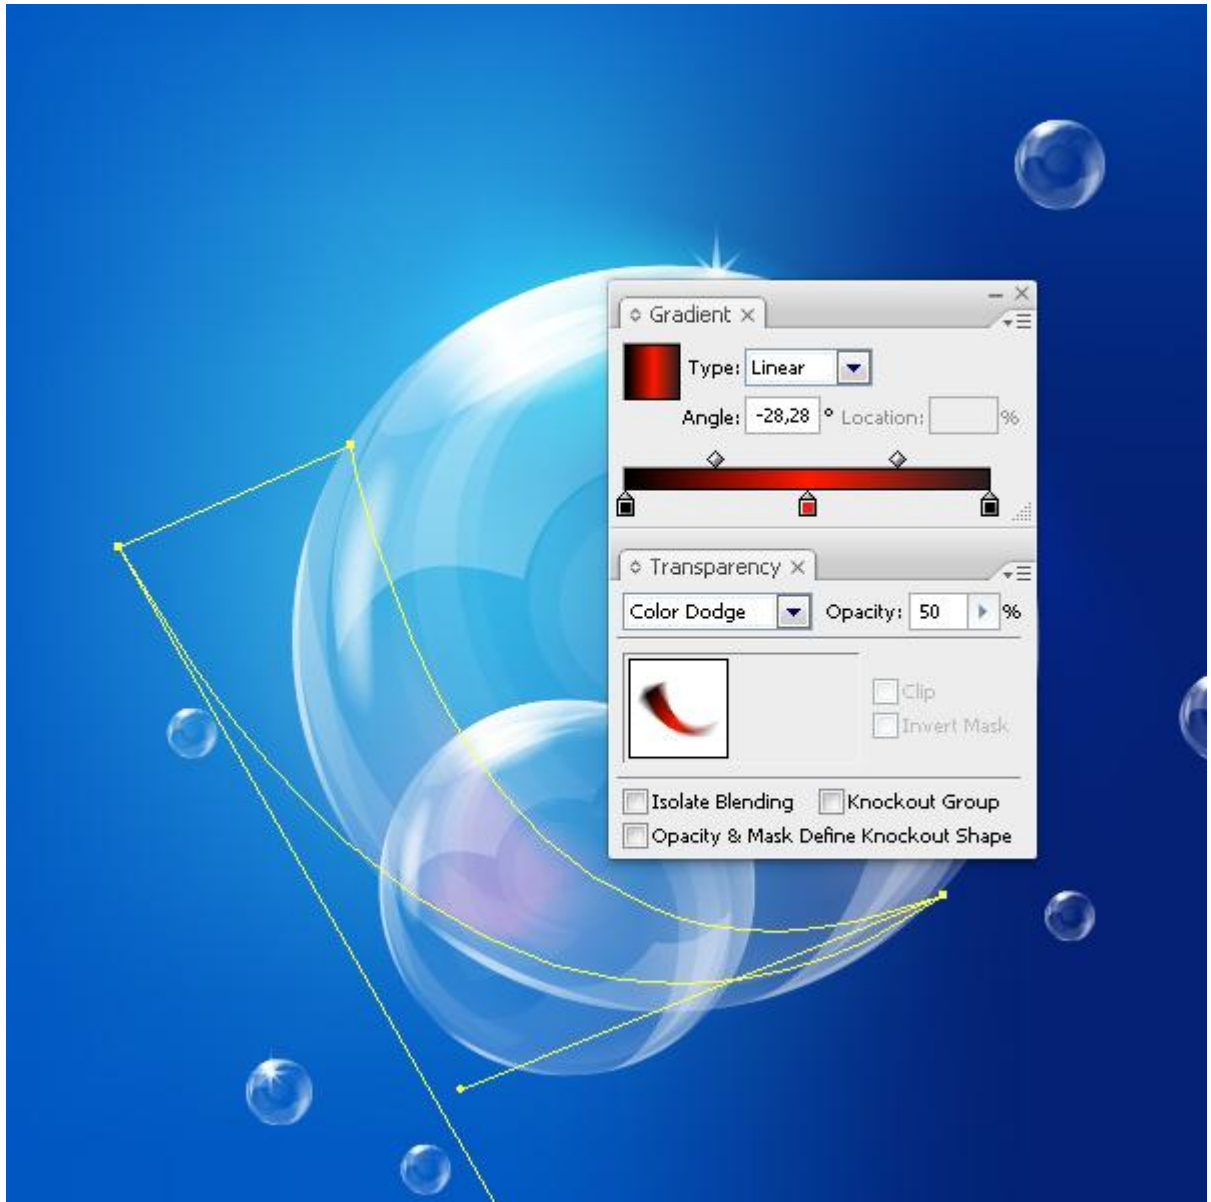 Gradient
Type: Linear
Angle: -28,28 ° Location: %
Transparency
Color Dodge Opacity: 50 %
Clip
Invert Mask
Isolate Blending Knockout Group
Opacity & Mask Define Knockout Shape